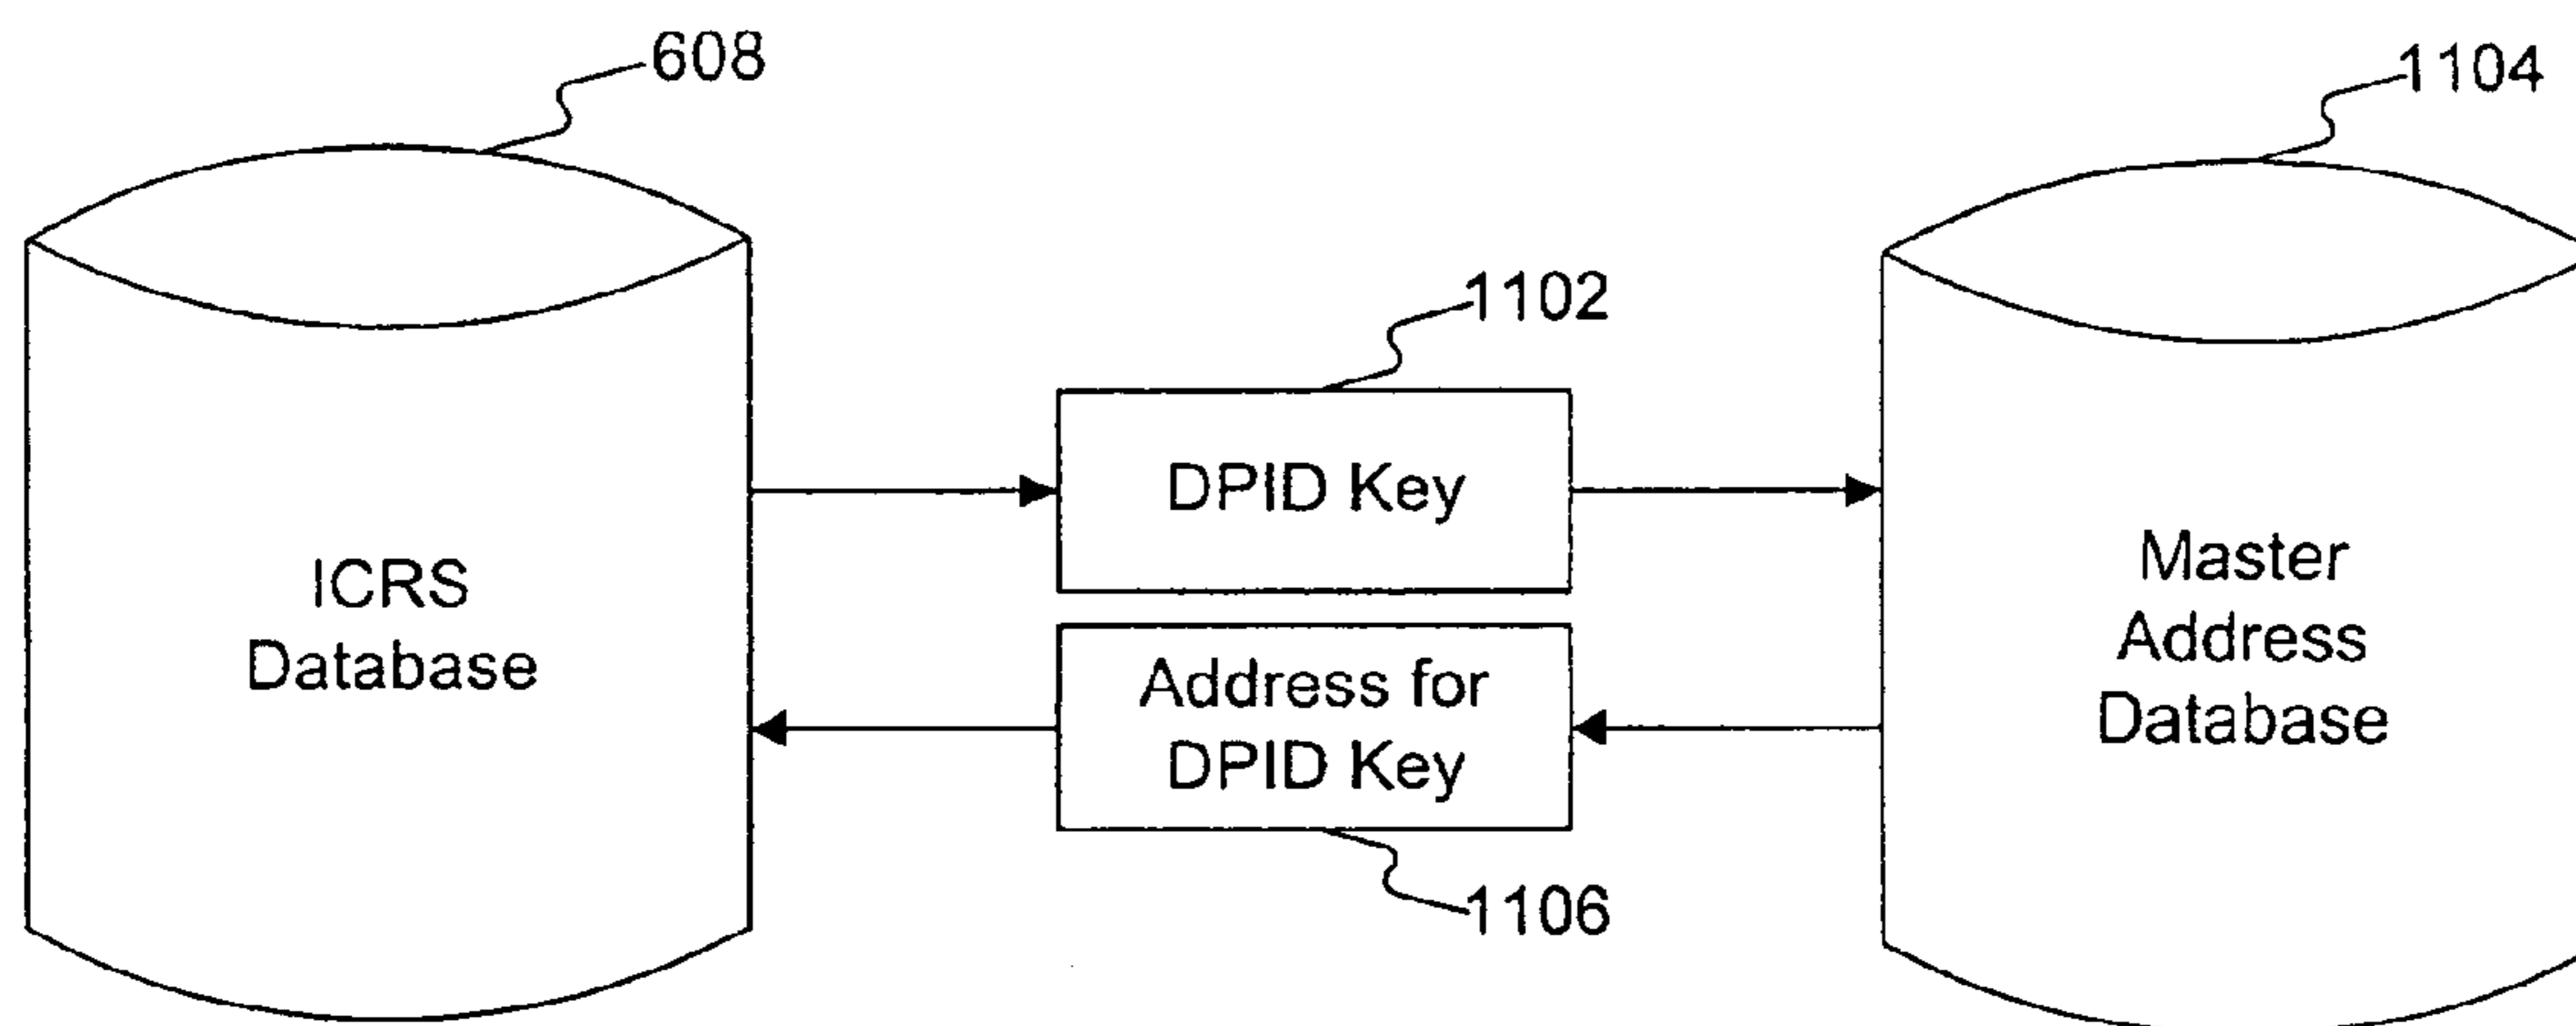 608
1104
1102
DPID Key
ICRS
Database
Master
Address
Database
Address for
DPID Key
1106